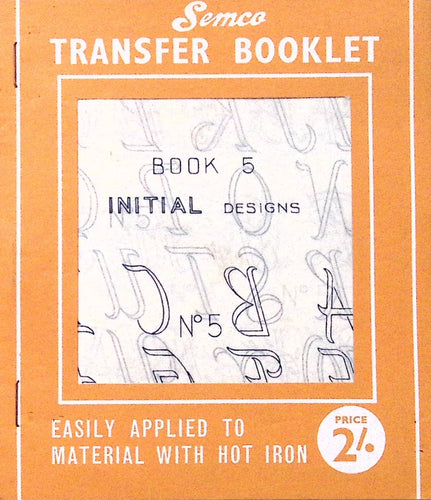 Semco
TRANSFER BOOKLET
BOOK 5
INITIAL DESIGNS
Nº5
C B A
EASILY APPLIED TO
MATERIAL WITH HOT IRON
PRICE
2/-